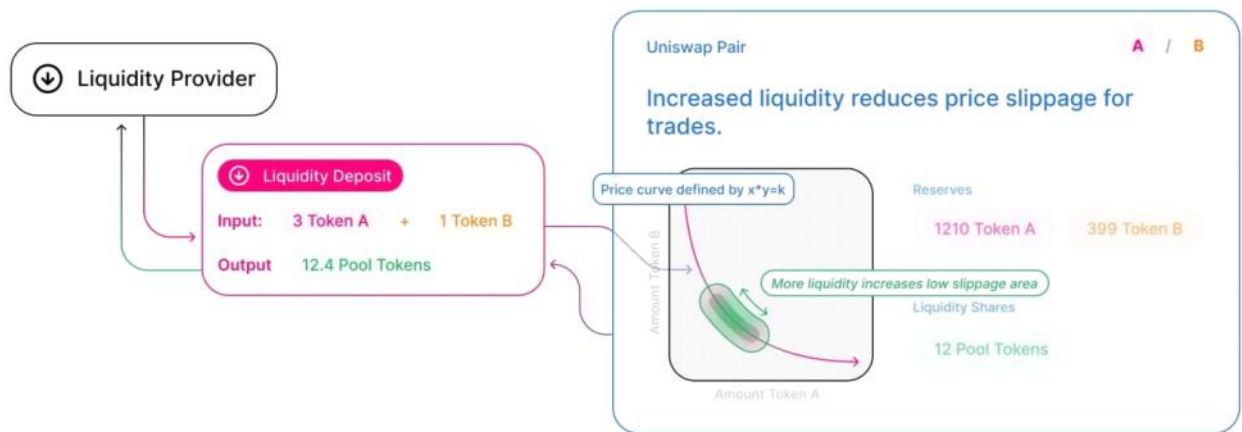 Liquidity Provider
Liquidity Deposit
Input: 3 Token A + 1 Token B
Output 12.4 Pool Tokens
Uniswap Pair A / B
Increased liquidity reduces price slippage for
trades.
Price curve defined by x*y=k
Amount Token B
More liquidity increases low slippage area
Amount Token A
Reserves
1210 Token A 399 Token B
Liquidity Shares
12 Pool Tokens